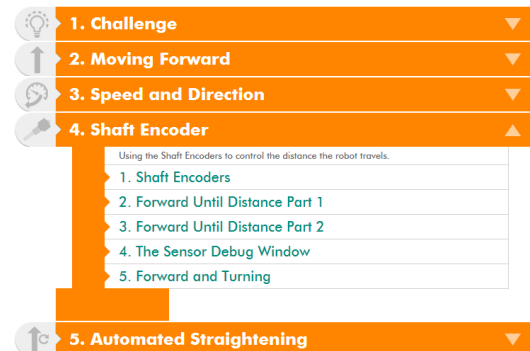 1. Challenge
2. Moving Forward
3. Speed and Direction
4. Shaft Encoder
Using the Shaft Encoders to control the distance the robot travels.
1. Shaft Encoders
2. Forward Until Distance Part 1
3. Forward Until Distance Part 2
4. The Sensor Debug Window
5. Forward and Turning
5. Automated Straightening